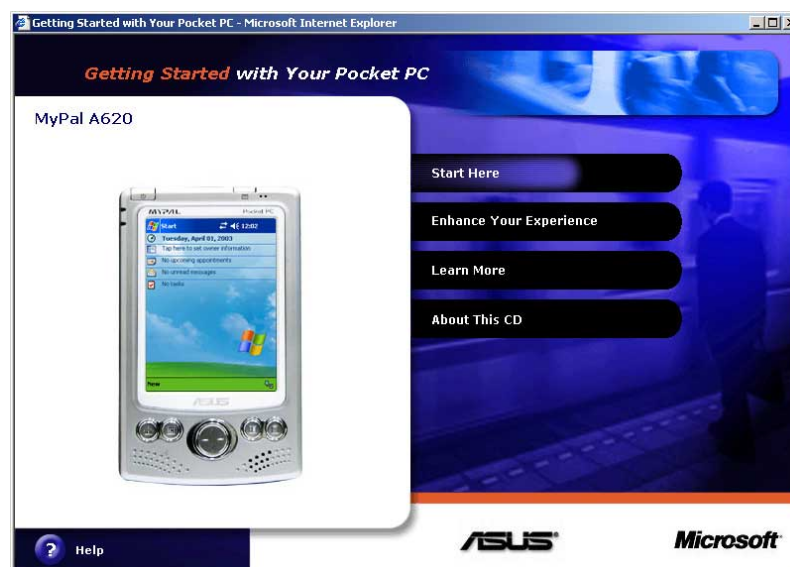 Getting Started with Your Pocket PC - Microsoft Internet Explorer
Getting Started with Your Pocket PC
MyPal A620
MYPAL Pocket PC
Start 12:02
Tuesday, April 01, 2003
Tap here to set owner information
No upcoming appointments
No unread messages
No tasks
New
ASUS
Start Here
Enhance Your Experience
Learn More
About This CD
? Help
ASUS
Microsoft